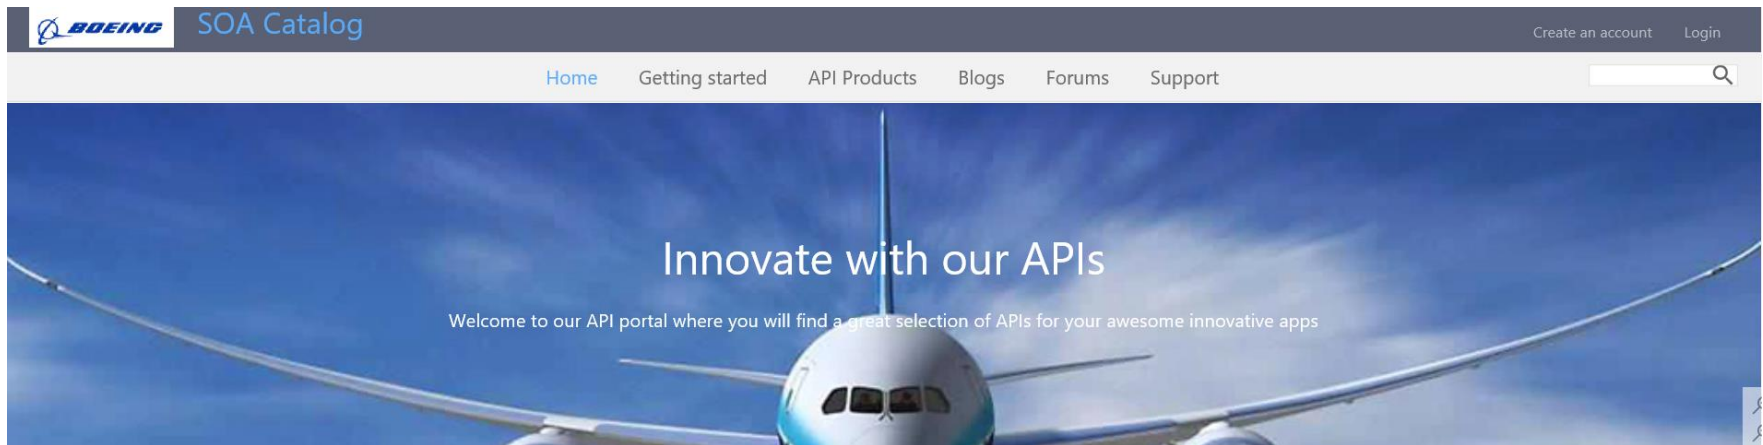 BOEING SOA Catalog
Create an account Login
Home Getting started API Products Blogs Forums Support
Innovate with our APIs
Welcome to our API portal where you will find a great selection of APIs for your awesome innovative apps